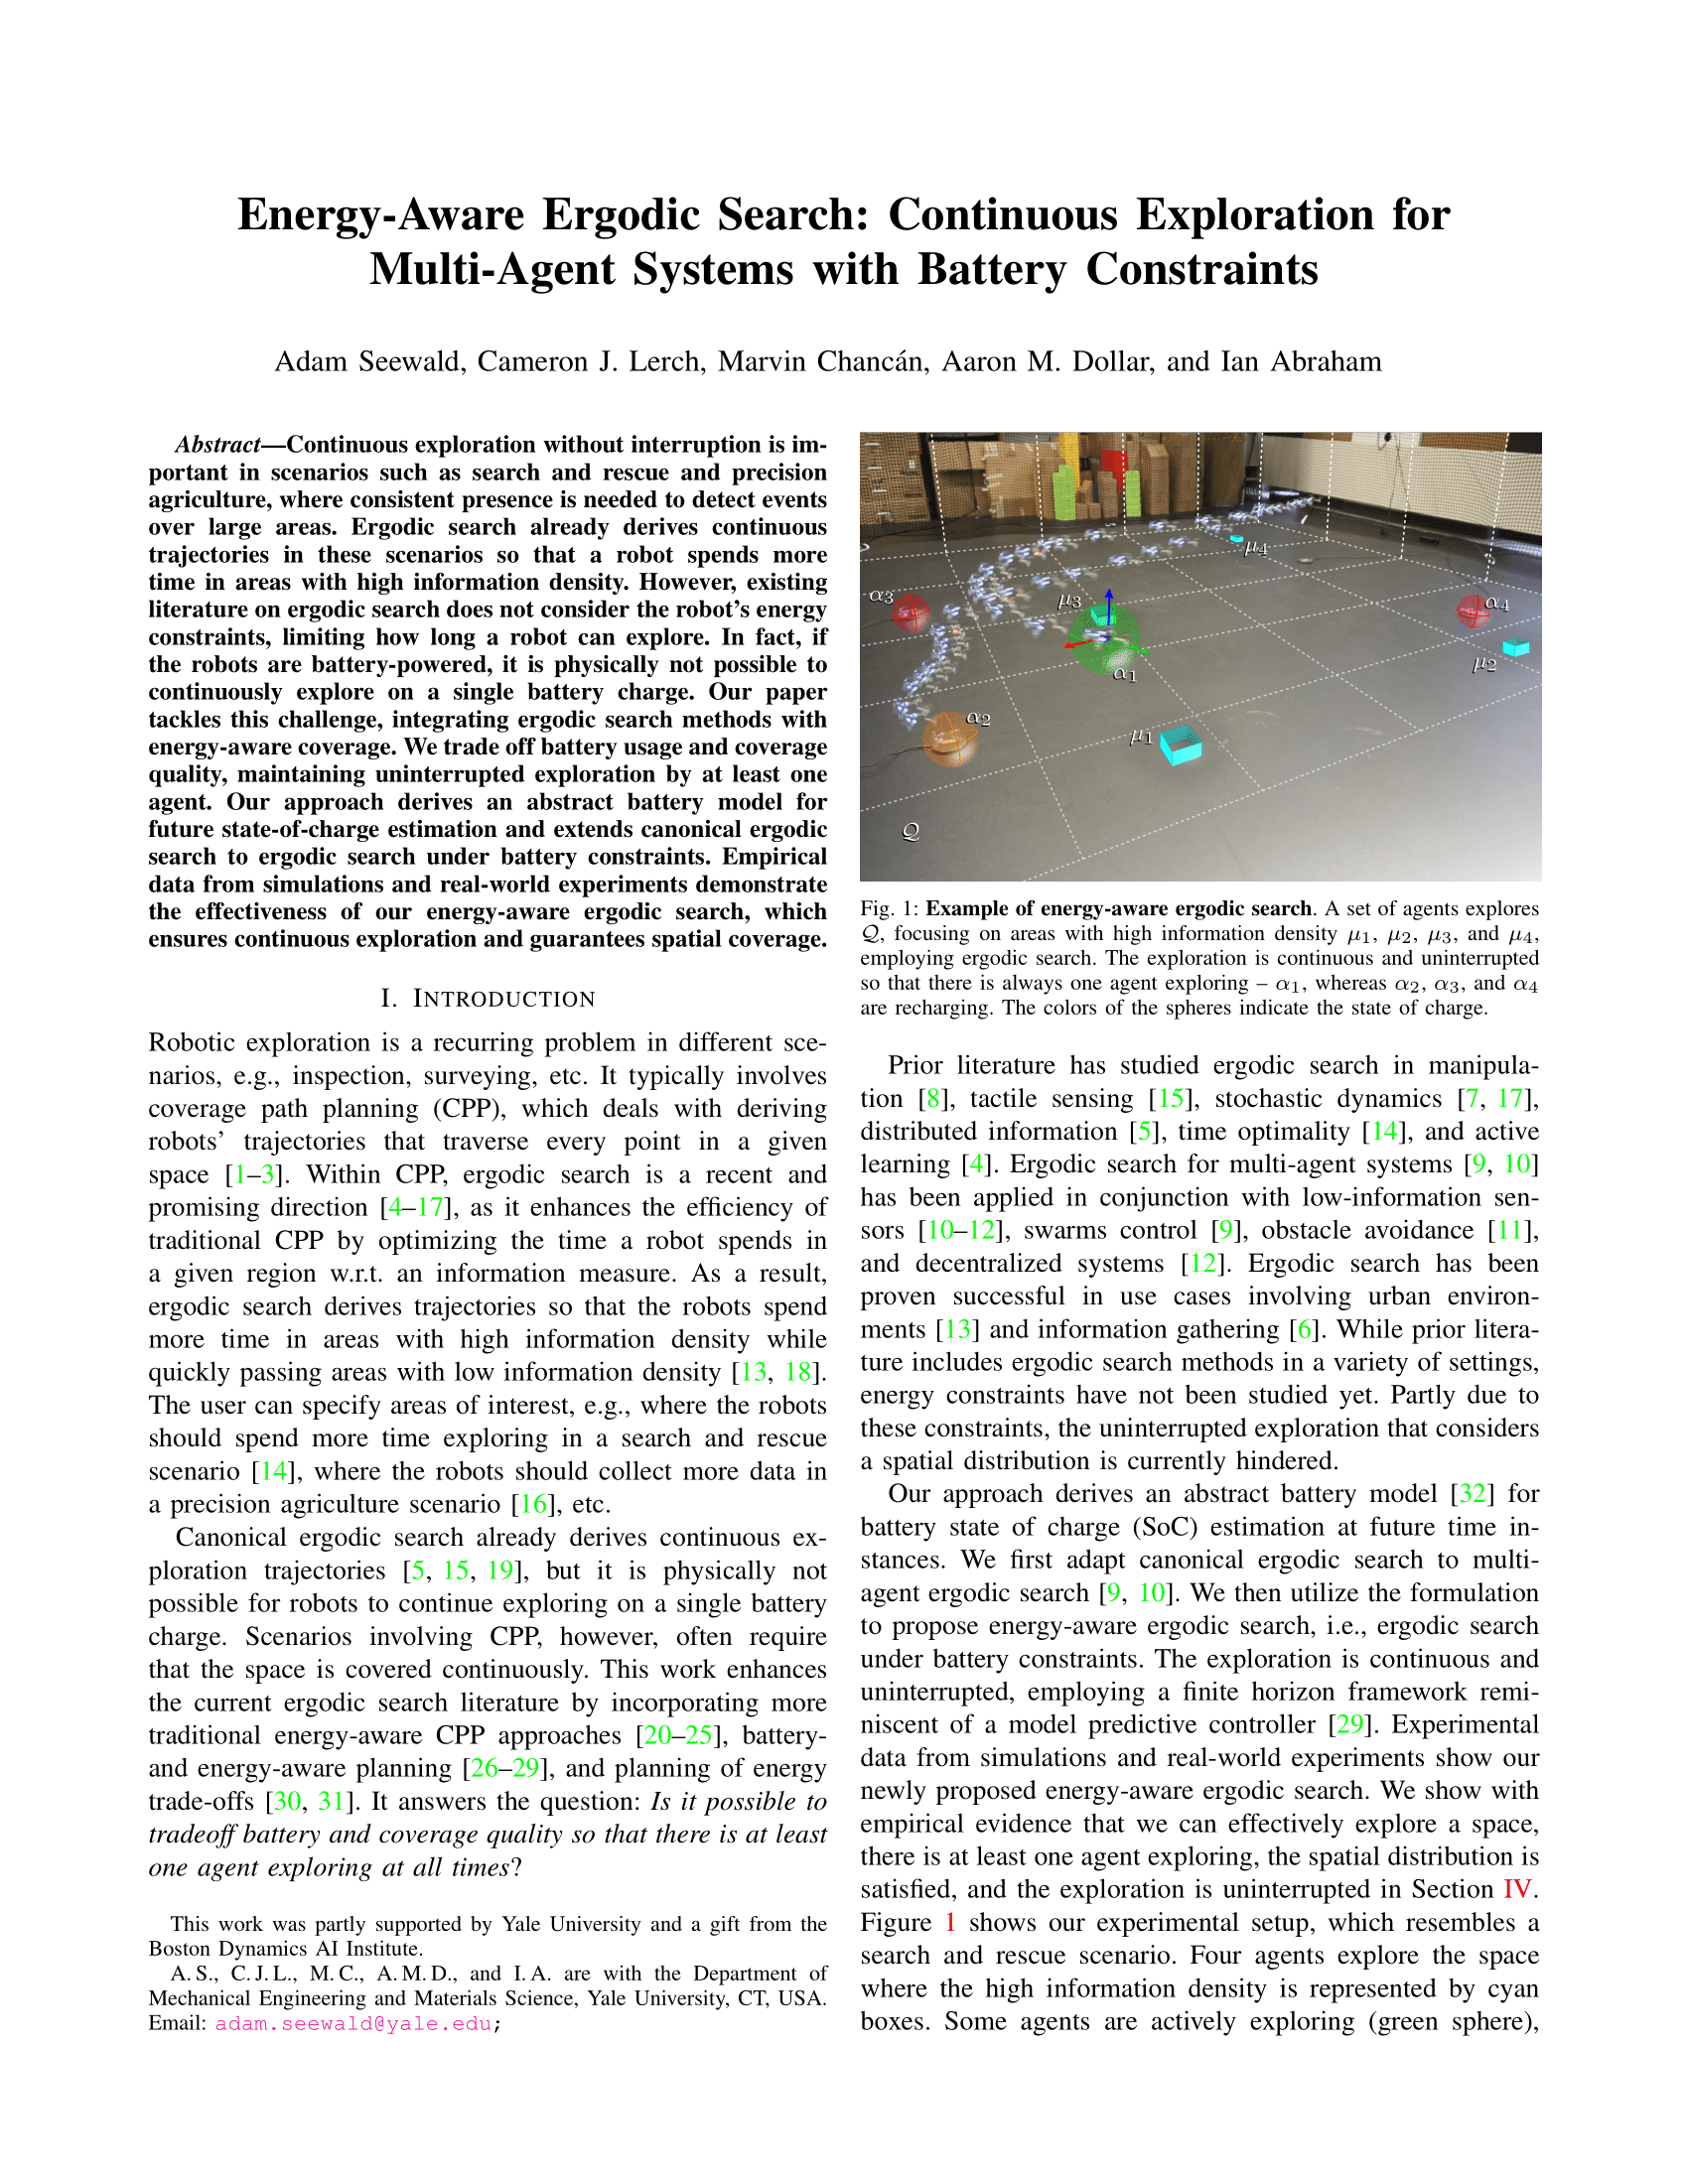 Energy-Aware Ergodic Search: Continuous Exploration for
Multi-Agent Systems with Battery Constraints
Adam Seewald, Cameron J. Lerch, Marvin Chancán, Aaron M. Dollar, and Ian Abraham
Abstract—Continuous exploration without interruption is im-
portant in scenarios such as search and rescue and precision
agriculture, where consistent presence is needed to detect events
over large areas. Ergodic search already derives continuous
trajectories in these scenarios so that a robot spends more
time in areas with high information density. However, existing
literature on ergodic search does not consider the robot's energy
constraints, limiting how long a robot can explore. In fact, if
the robots are battery-powered, it is physically not possible to
continuously explore on a single battery charge. Our paper
tackles this challenge, integrating ergodic search methods with
energy-aware coverage. We trade off battery usage and coverage
quality, maintaining uninterrupted exploration by at least one
agent. Our approach derives an abstract battery model for
future state-of-charge estimation and extends canonical ergodic
search to ergodic search under battery constraints. Empirical
data from simulations and real-world experiments demonstrate
the effectiveness of our energy-aware ergodic search, which
ensures continuous exploration and guarantees spatial coverage.
I. INTRODUCTION
Robotic exploration is a recurring problem in different sce-
narios, e.g., inspection, surveying, etc. It typically involves
coverage path planning (CPP), which deals with deriving
robots' trajectories that traverse every point in a given
space [1–3]. Within CPP, ergodic search is a recent and
promising direction [4–17], as it enhances the efficiency of
traditional CPP by optimizing the time a robot spends in
a given region w.r.t. an information measure. As a result,
ergodic search derives trajectories so that the robots spend
more time in areas with high information density while
quickly passing areas with low information density [13, 18].
The user can specify areas of interest, e.g., where the robots
should spend more time exploring in a search and rescue
scenario [14], where the robots should collect more data in
a precision agriculture scenario [16], etc.
Canonical ergodic search already derives continuous ex-
ploration trajectories [5, 15, 19], but it is physically not
possible for robots to continue exploring on a single battery
charge. Scenarios involving CPP, however, often require
that the space is covered continuously. This work enhances
the current ergodic search literature by incorporating more
traditional energy-aware CPP approaches [20–25], battery-
and energy-aware planning [26–29], and planning of energy
trade-offs [30, 31]. It answers the question: Is it possible to
tradeoff battery and coverage quality so that there is at least
one agent exploring at all times?
This work was partly supported by Yale University and a gift from the
Boston Dynamics AI Institute.
A. S., C. J. L., M. C., A. M. D., and I. A. are with the Department of
Mechanical Engineering and Materials Science, Yale University, CT, USA.
Email: adam.seewald@yale.edu;
α3
μ3
α1
μ4
α4
μ2
α2
μ1
Q
Fig. 1: Example of energy-aware ergodic search. A set of agents explores
Q, focusing on areas with high information density μ1, μ2, μ3, and μ4,
employing ergodic search. The exploration is continuous and uninterrupted
so that there is always one agent exploring – α1, whereas α2, α3, and α4
are recharging. The colors of the spheres indicate the state of charge.
Prior literature has studied ergodic search in manipula-
tion [8], tactile sensing [15], stochastic dynamics [7, 17],
distributed information [5], time optimality [14], and active
learning [4]. Ergodic search for multi-agent systems [9, 10]
has been applied in conjunction with low-information sen-
sors [10–12], swarms control [9], obstacle avoidance [11],
and decentralized systems [12]. Ergodic search has been
proven successful in use cases involving urban environ-
ments [13] and information gathering [6]. While prior litera-
ture includes ergodic search methods in a variety of settings,
energy constraints have not been studied yet. Partly due to
these constraints, the uninterrupted exploration that considers
a spatial distribution is currently hindered.
Our approach derives an abstract battery model [32] for
battery state of charge (SoC) estimation at future time in-
stances. We first adapt canonical ergodic search to multi-
agent ergodic search [9, 10]. We then utilize the formulation
to propose energy-aware ergodic search, i.e., ergodic search
under battery constraints. The exploration is continuous and
uninterrupted, employing a finite horizon framework remi-
niscent of a model predictive controller [29]. Experimental
data from simulations and real-world experiments show our
newly proposed energy-aware ergodic search. We show with
empirical evidence that we can effectively explore a space,
there is at least one agent exploring, the spatial distribution is
satisfied, and the exploration is uninterrupted in Section IV.
Figure 1 shows our experimental setup, which resembles a
search and rescue scenario. Four agents explore the space
where the high information density is represented by cyan
boxes. Some agents are actively exploring (green sphere),